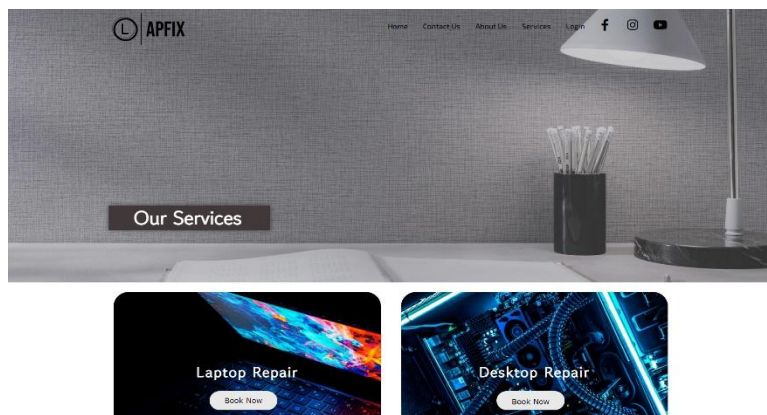 L APFIX
Home Contact Us About Us Services Login
Our Services
Laptop Repair Desktop Repair
Book Now Book Now